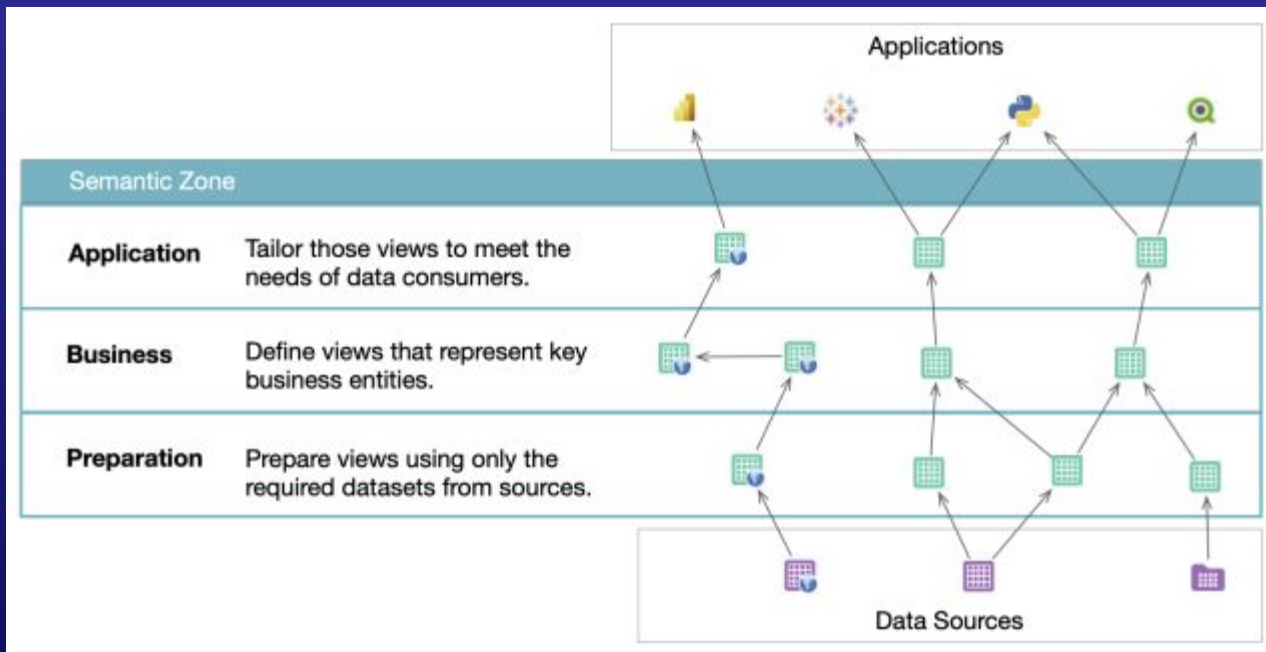 Applications
Semantic Zone
Application
Tailor those views to meet the
needs of data consumers.
Business
Define views that represent key
business entities.
Preparation
Prepare views using only the
required datasets from sources.
Data Sources